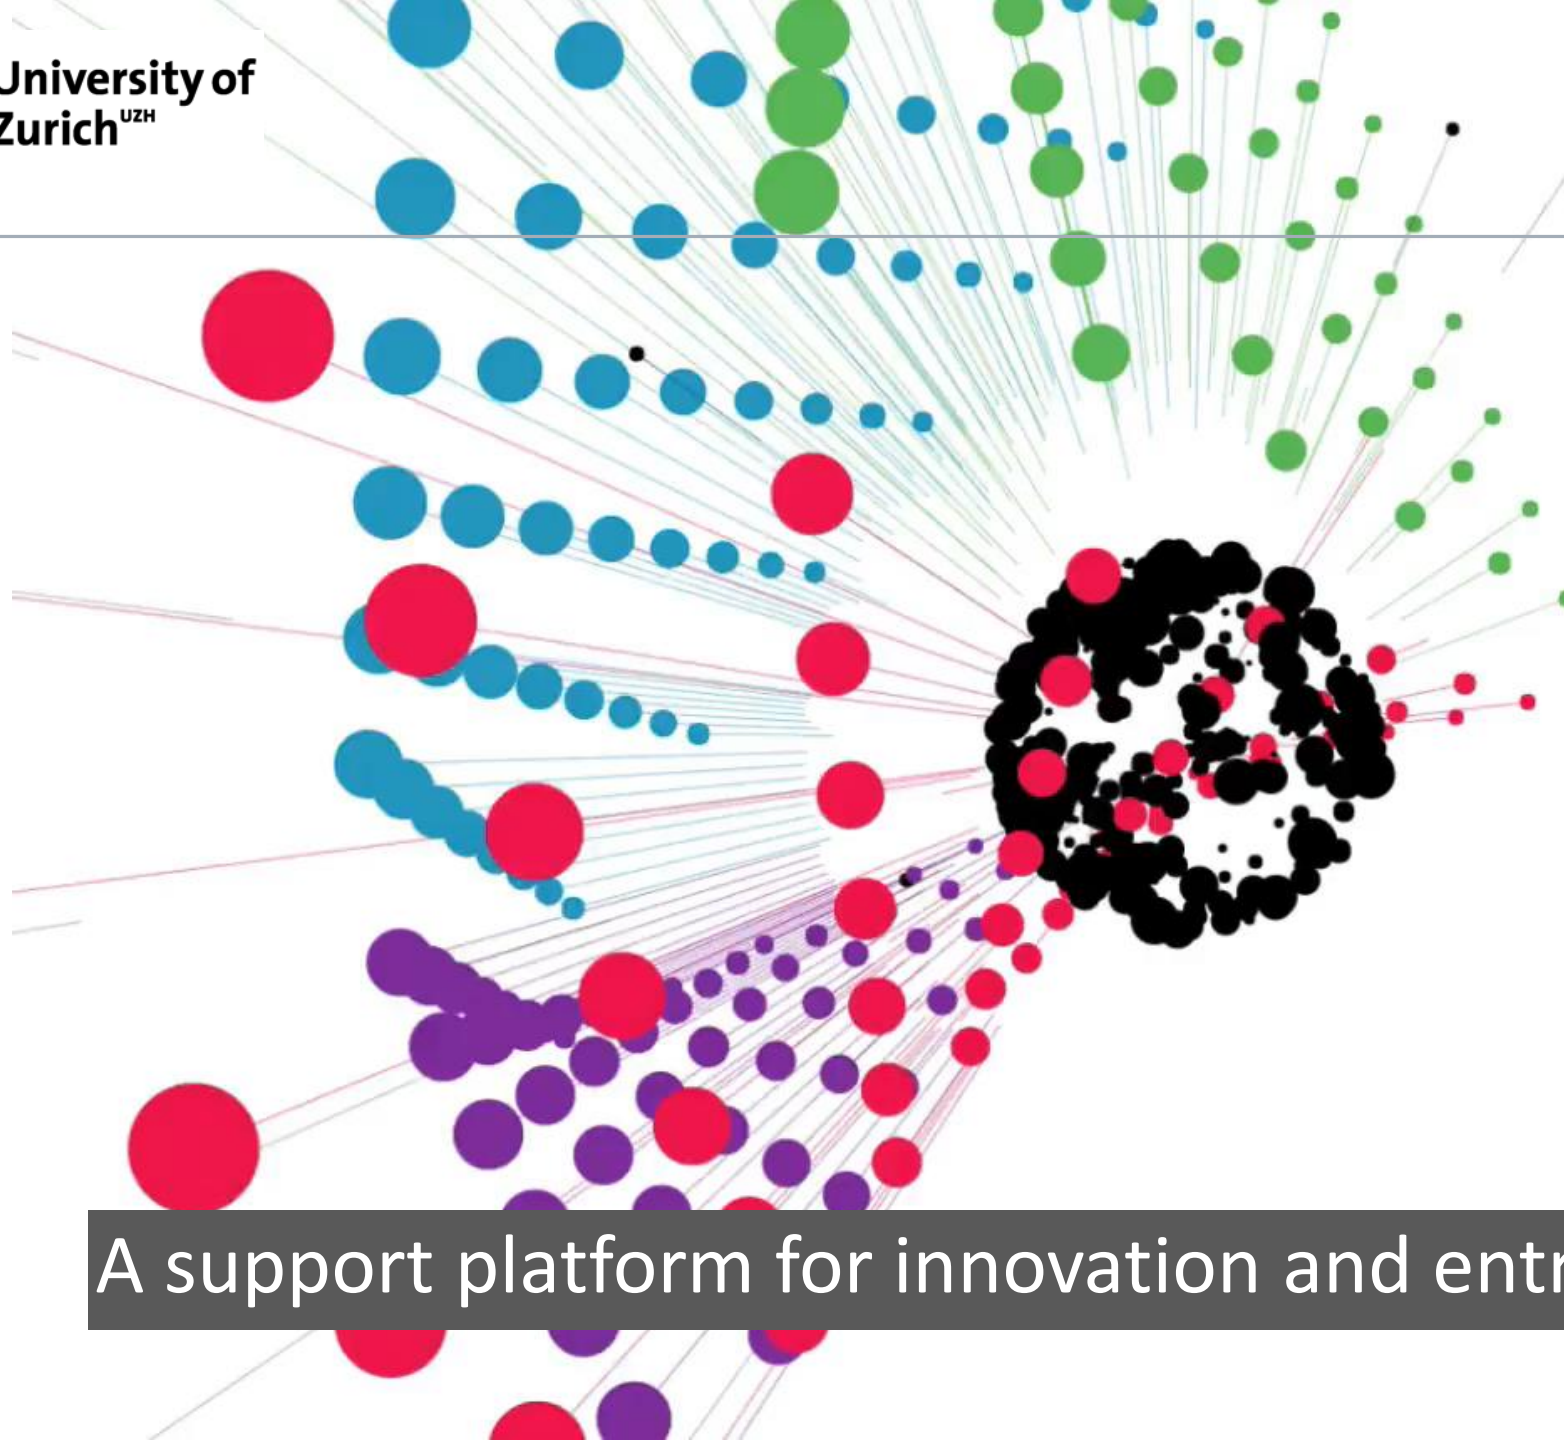 University of
Zurich UZH
A support platform for innovation and entr